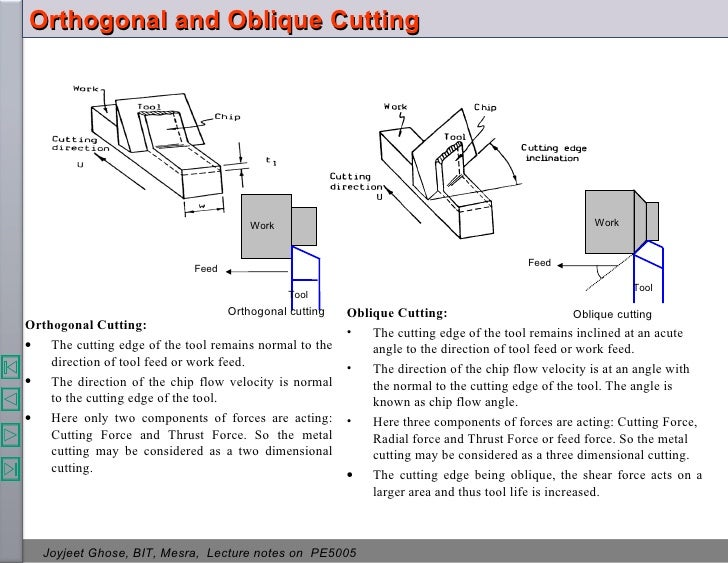 Orthogonal and Oblique Cutting
Work
Tool
Chip
Cutting
direction
U
t1
w
Work
Feed
Tool
Orthogonal cutting
Work
Chip
Tool
Cutting edge
inclination
Cutting
direction
U
Work
Feed
Tool
Oblique cutting
Orthogonal Cutting:
• The cutting edge of the tool remains normal to the
direction of tool feed or work feed.
• The direction of the chip flow velocity is normal
to the cutting edge of the tool.
• Here only two components of forces are acting:
Cutting Force and Thrust Force. So the metal
cutting may be considered as a two dimensional
cutting.
Oblique Cutting:
• The cutting edge of the tool remains inclined at an acute
angle to the direction of tool feed or work feed.
• The direction of the chip flow velocity is at an angle with
the normal to the cutting edge of the tool. The angle is
known as chip flow angle.
• Here three components of forces are acting: Cutting Force,
Radial force and Thrust Force or feed force. So the metal
cutting may be considered as a three dimensional cutting.
• The cutting edge being oblique, the shear force acts on a
larger area and thus tool life is increased.
Joyjeet Ghose, BIT, Mesra, Lecture notes on PE5005